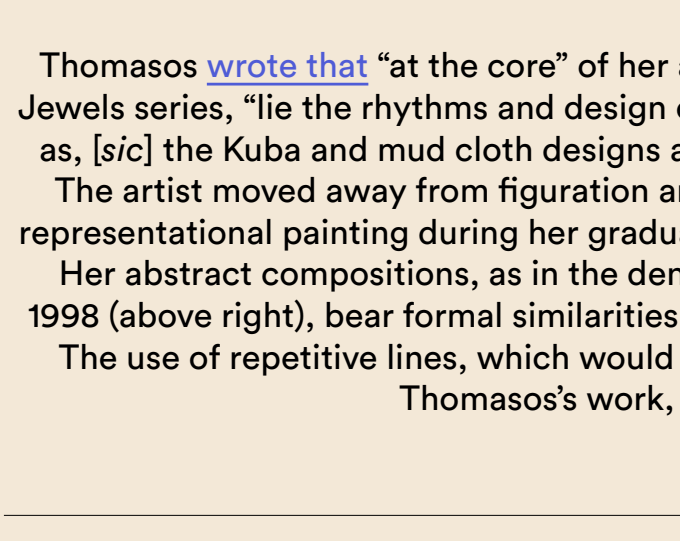 Thomasos wrote that “at the core” of her
Jewels series, “lie the rhythms and design
as, [sic] the Kuba and mud cloth designs
The artist moved away from figuration
representational painting during her
Her abstract compositions, as in the
1998 (above right), bear formal similarities
The use of repetitive lines, which would
Thomasos’s work,